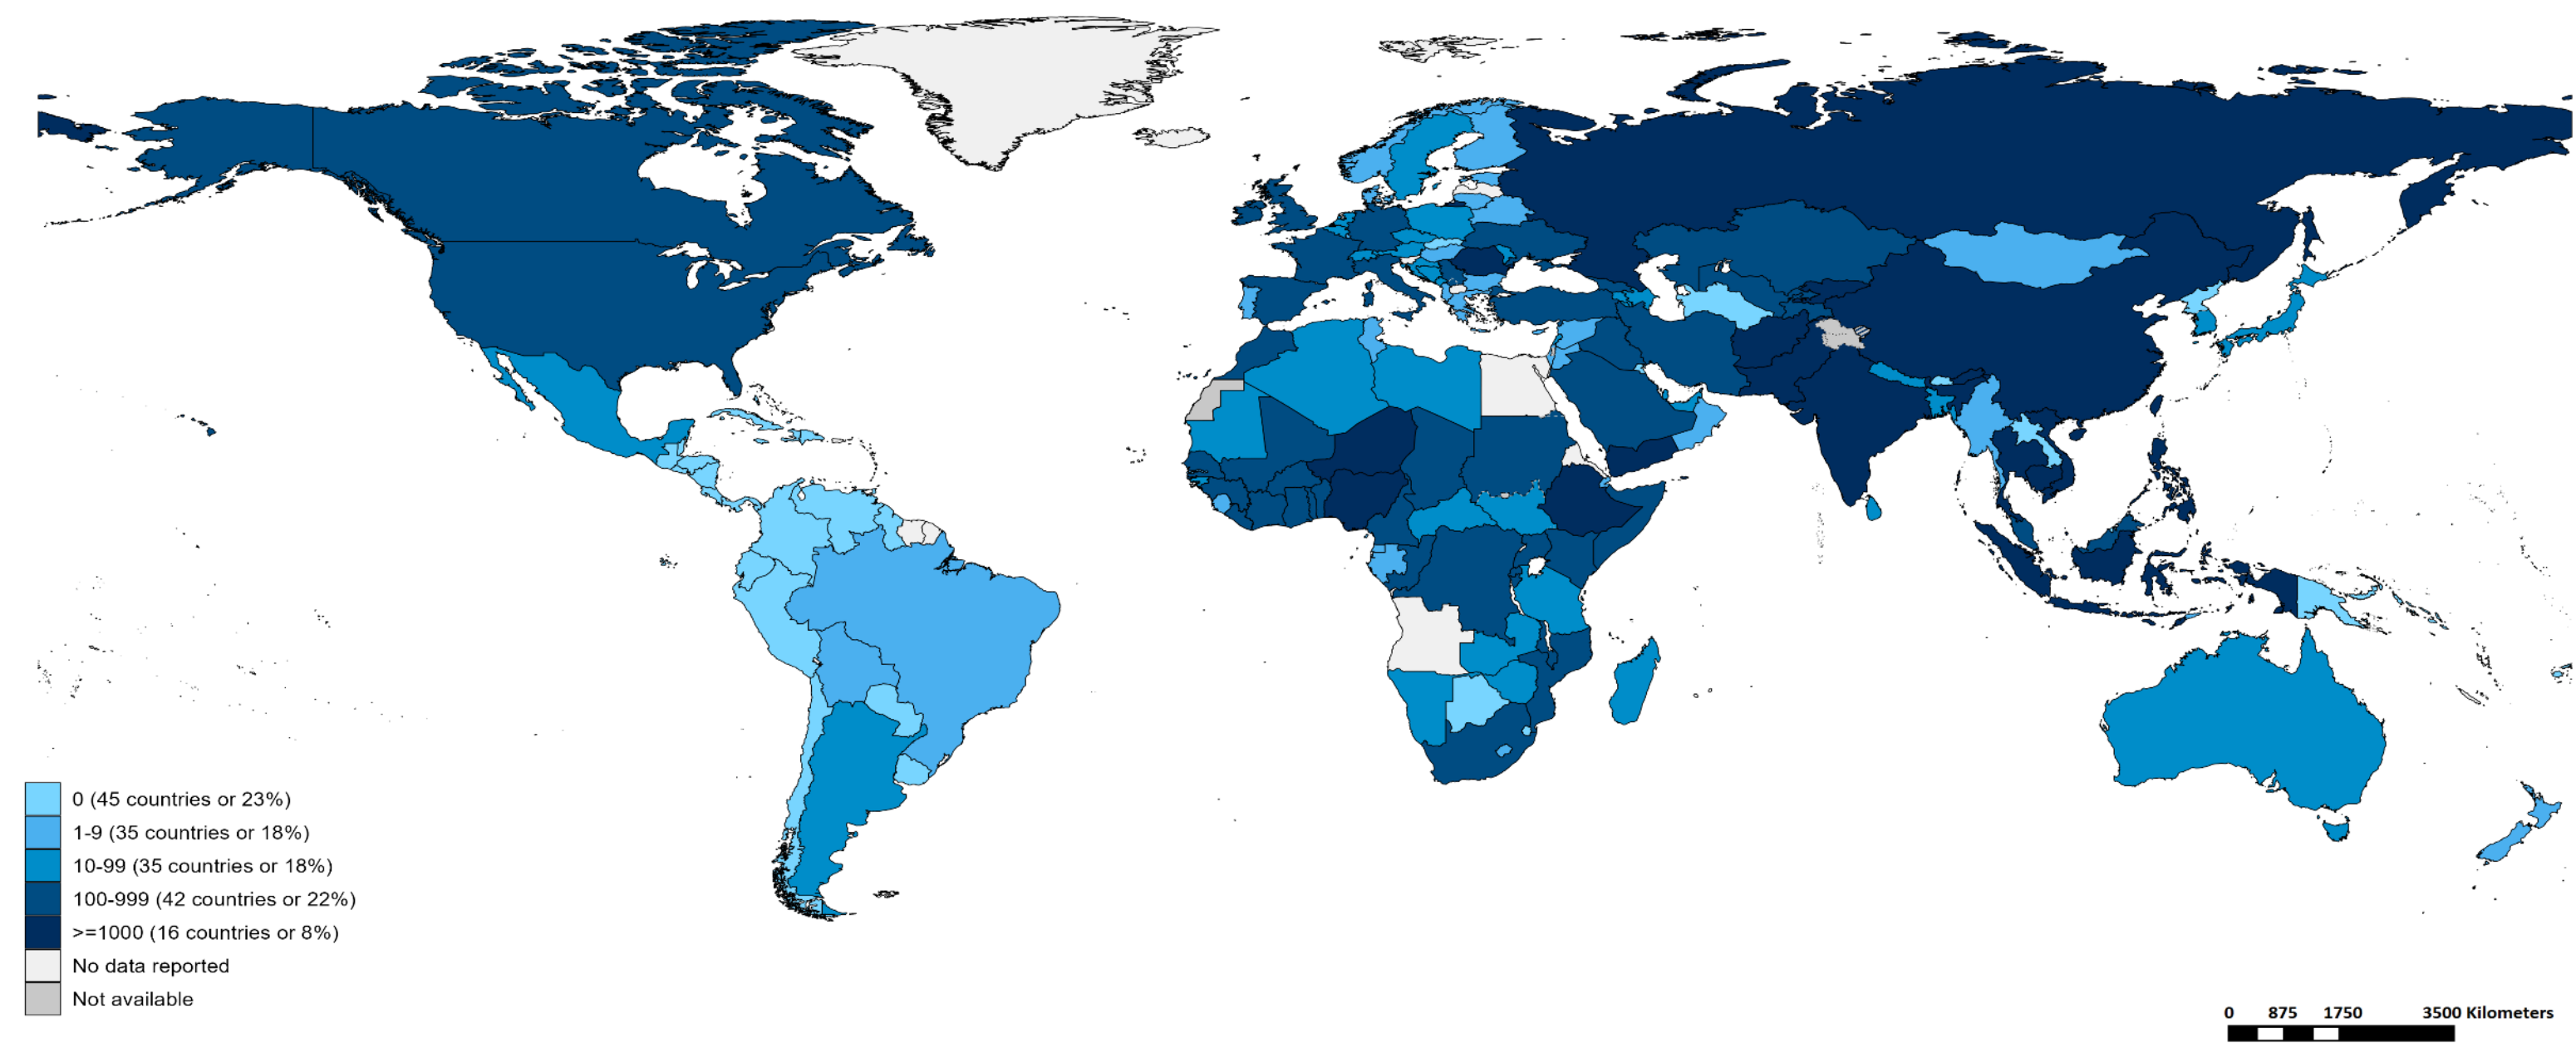 0 (45 countries or 23%)
1-9 (35 countries or 18%)
10-99 (35 countries or 18%)
100-999 (42 countries or 22%)
>=1000 (16 countries or 8%)
No data reported
Not available
0 875 1750 3500 Kilometers